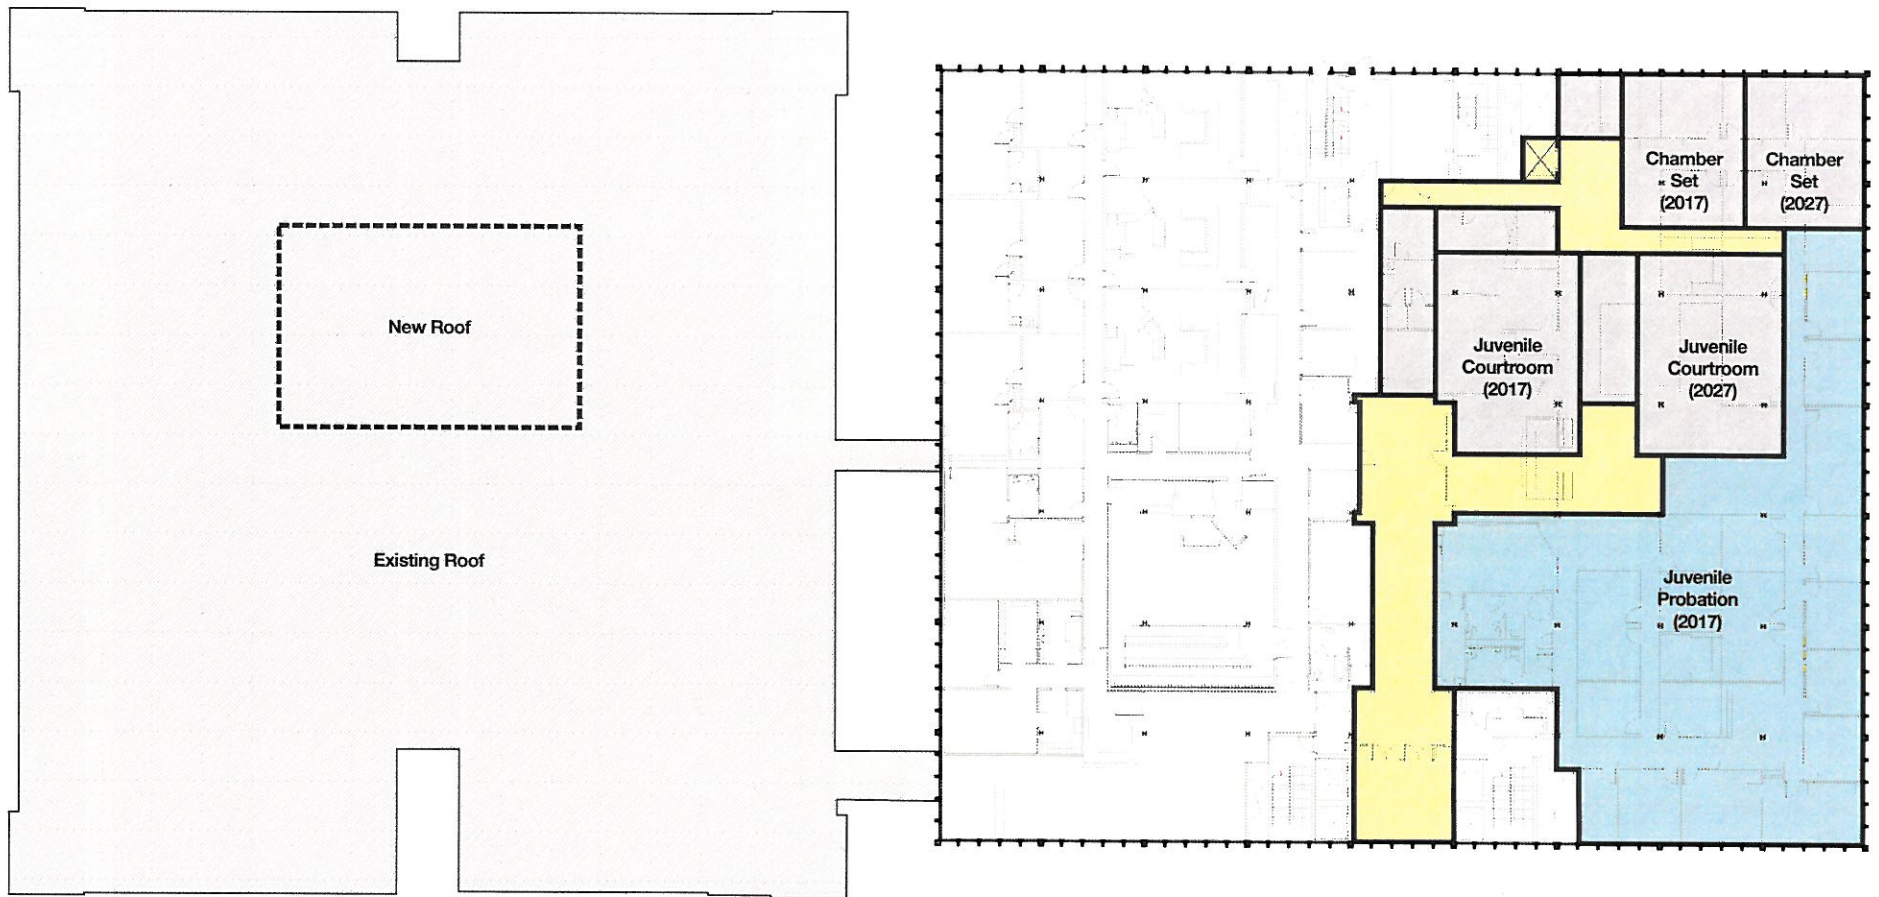 New Roof
Existing Roof
Chamber
Set
(2017)
Chamber
Set
(2027)
Juvenile
Courtroom
(2017)
Juvenile
Courtroom
(2027)
Juvenile
Probation
(2017)